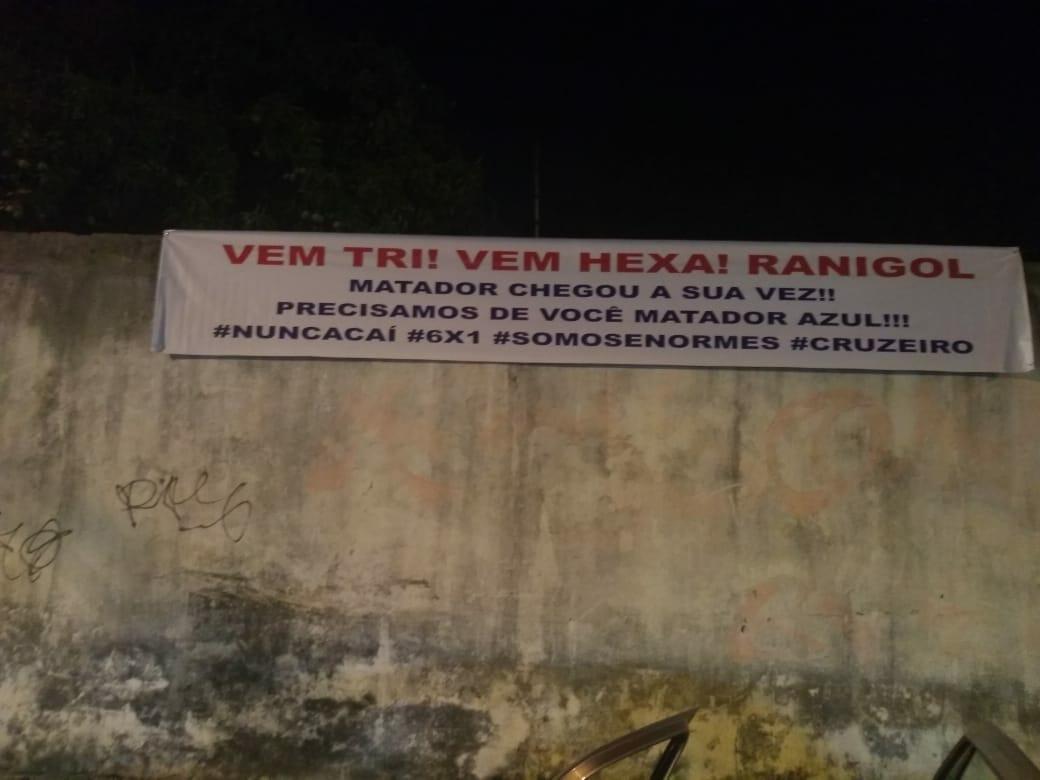 VEM TRI! VEM HEXA! RANIGOL
MATADOR CHEGOU A SUA VEZ!!
PRECISAMOS DE VOCÊ MATADOR AZUL!!!
#NUNCACAÍ #6X1 #SOMOSENORMES #CRUZEIRO